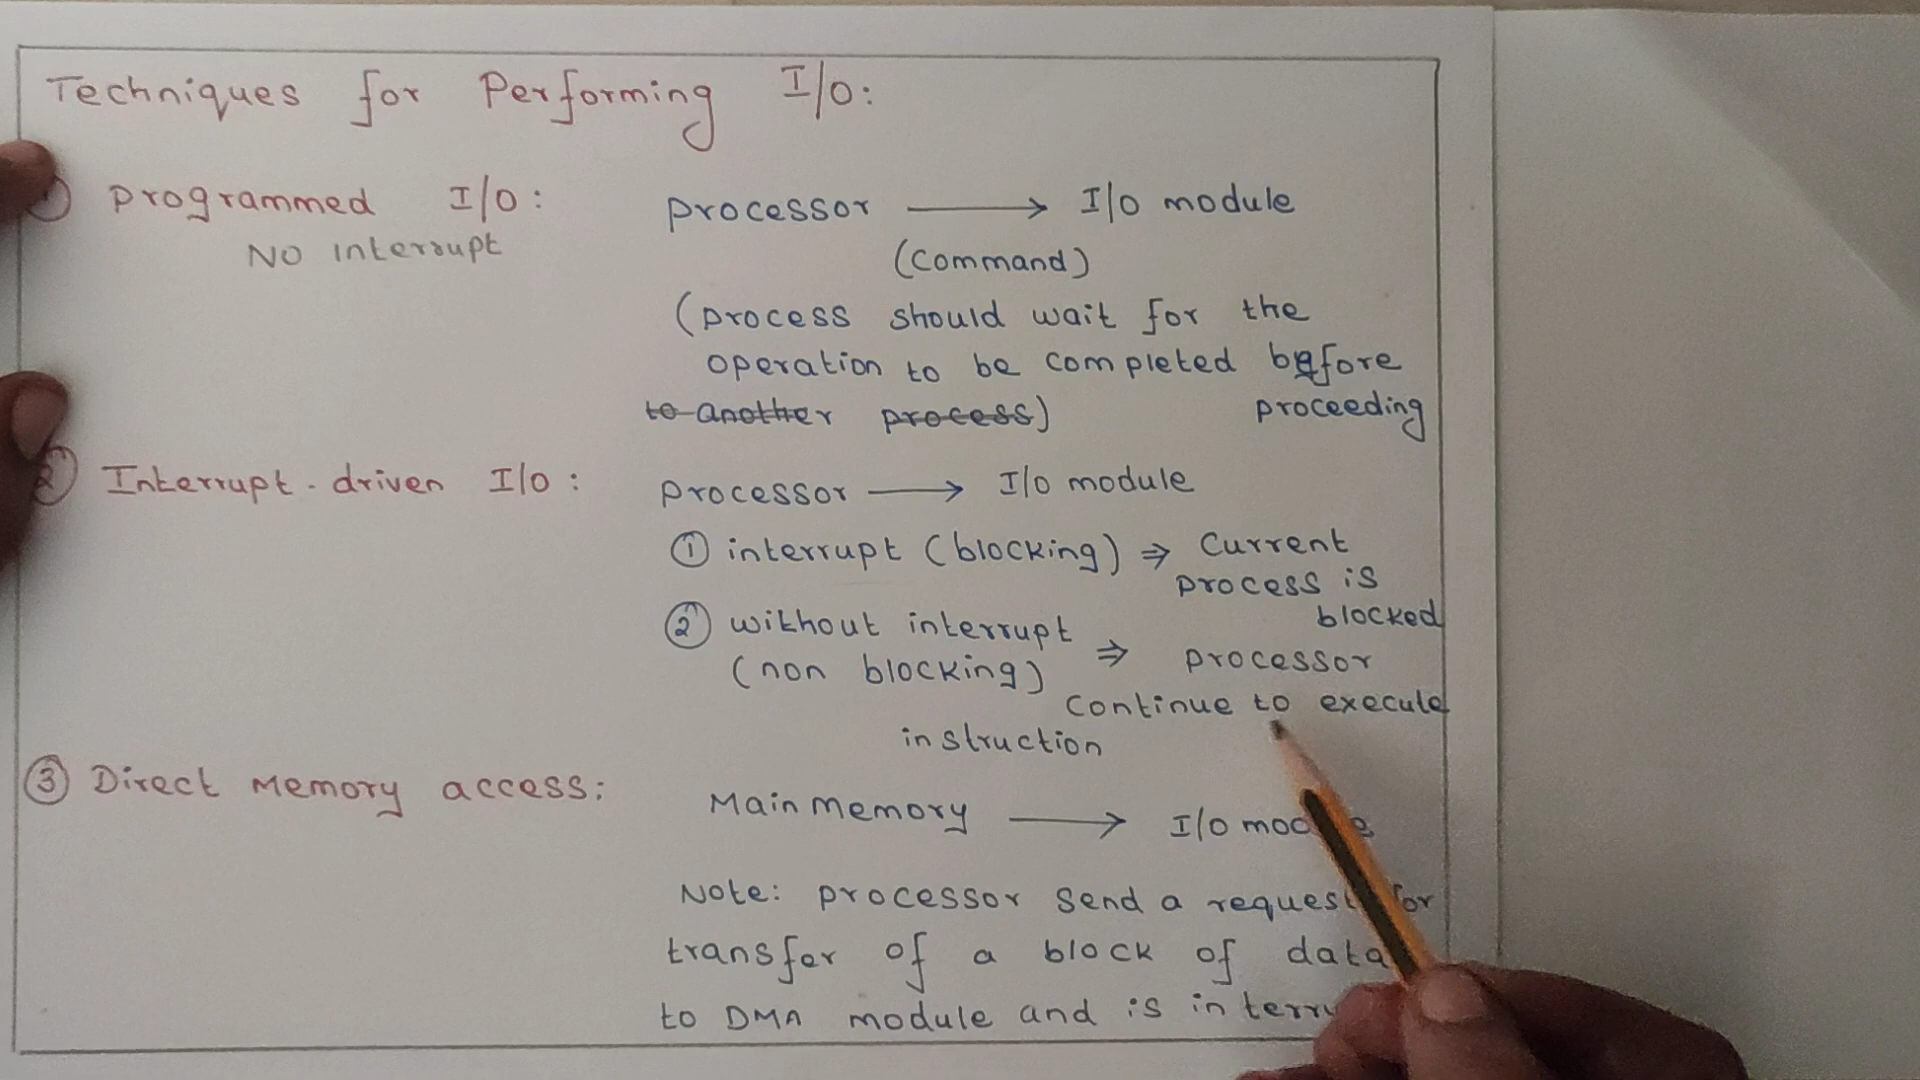 Techniques for Performing I/O:
Programmed I/O: processor → I/O module
NO interrupt
(command)
(process should wait for the
operation to be completed before
to another process) proceeding
② Interrupt-driven I/O: processor → I/O module
① interrupt (blocking) ⇒ Current
process is
blocked
② without interrupt
(non blocking) ⇒ processor
continue to execute
instruction
③ Direct Memory access: Main memory → I/O
Note: processor send a request for
transfer of a block of data
to DMA module and is